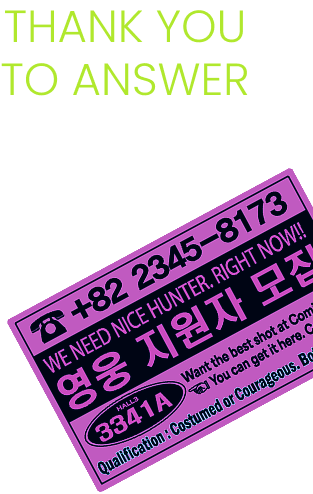 THANK YOU
TO ANSWER
+82 2345-8173
WE NEED NICE HUNTER. RIGHT NOW!!
영웅 지원자 모집
HALL3
3341A
Want the best shot at
You can get it here.
Qualification : Costumed or Courageous.